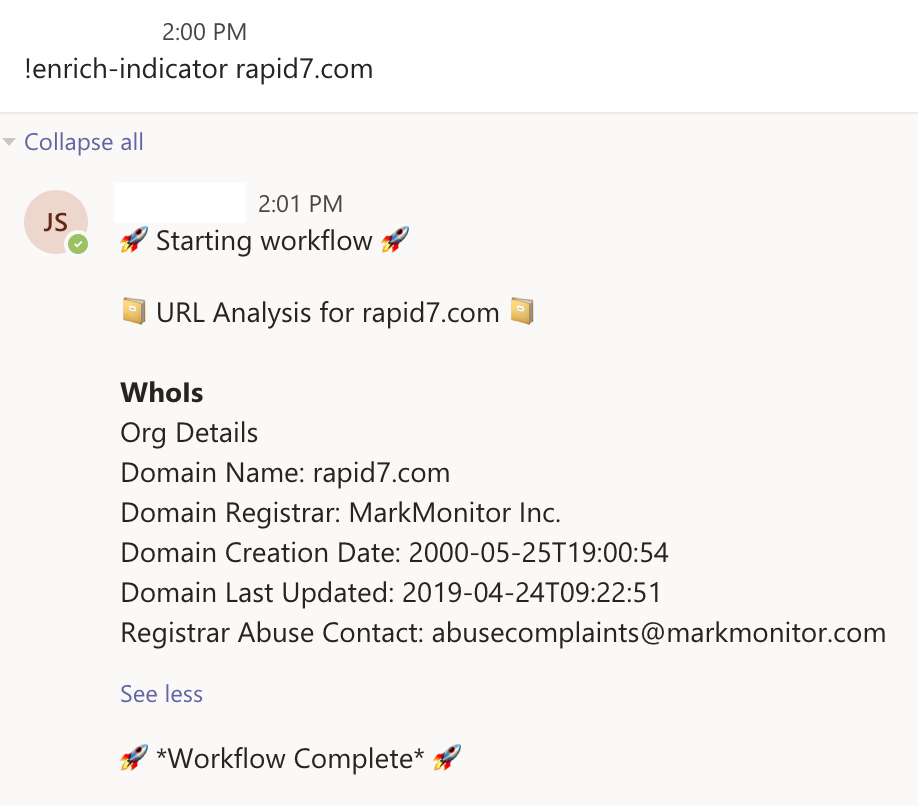 2:00 PM
!enrich-indicator rapid7.com
Collapse all
JS
2:01 PM
🚀 Starting workflow 🚀
📒 URL Analysis for rapid7.com 📒
WhoIs
Org Details
Domain Name: rapid7.com
Domain Registrar: MarkMonitor Inc.
Domain Creation Date: 2000-05-25T19:00:54
Domain Last Updated: 2019-04-24T09:22:51
Registrar Abuse Contact: abusecomplaints@markmonitor.com
See less
🚀 *Workflow Complete* 🚀